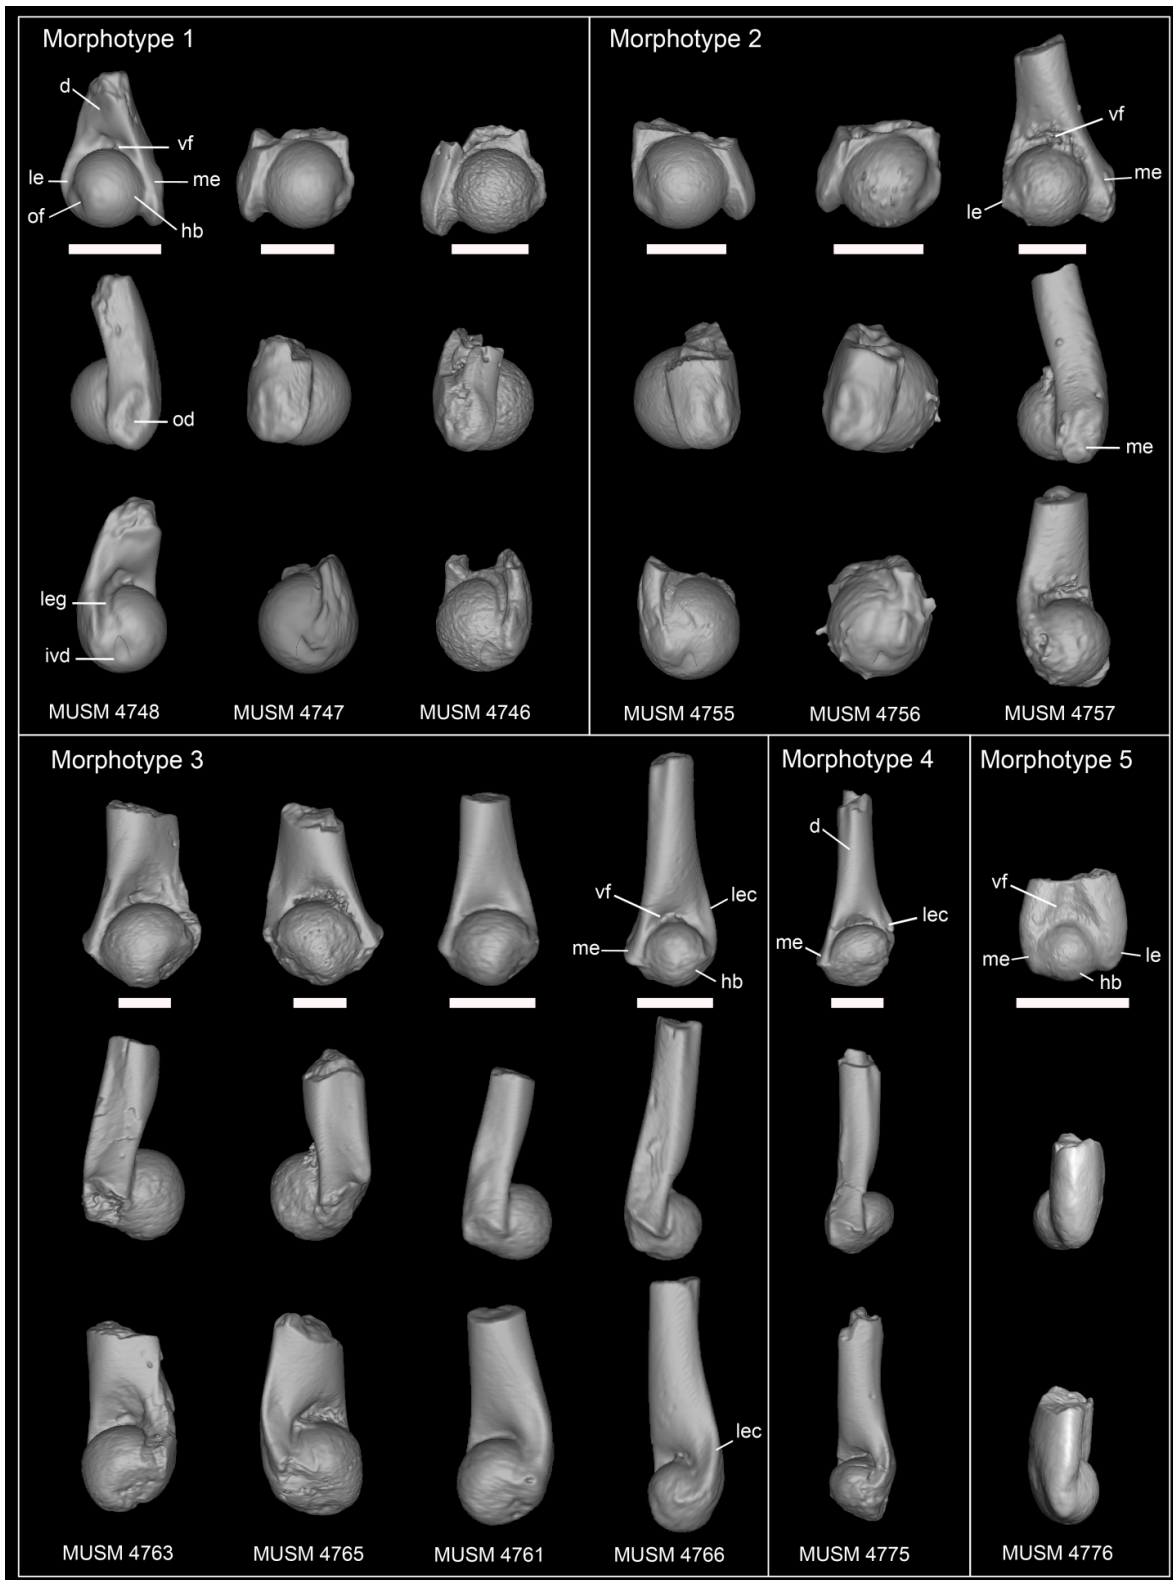 Morphotype 1
d
vf
le
me
of
hb
od
leg
ivd
MUSM 4748
MUSM 4747
MUSM 4746
Morphotype 2
vf
me
le
me
MUSM 4755
MUSM 4756
MUSM 4757
Morphotype 3
vf
lec
me
hb
lec
MUSM 4763
MUSM 4765
MUSM 4761
MUSM 4766
Morphotype 4
d
lec
me
MUSM 4775
Morphotype 5
vf
me
le
hb
MUSM 4776